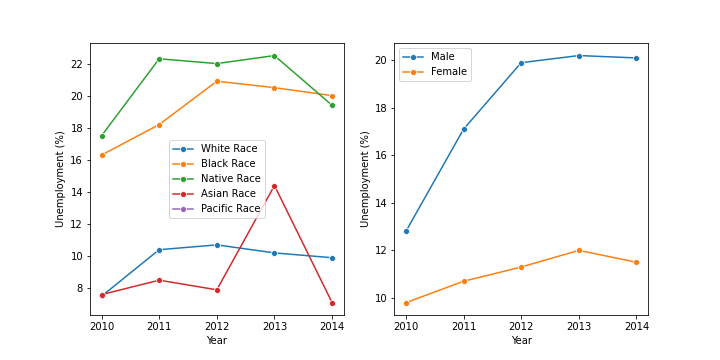 22
20
18
16
14
12
10
8
Unemployment (%)
White Race
Black Race
Native Race
Asian Race
Pacific Race
2010
2011
2012
2013
2014
Year
20
18
16
14
12
10
Unemployment (%)
Male
Female
2010
2011
2012
2013
2014
Year